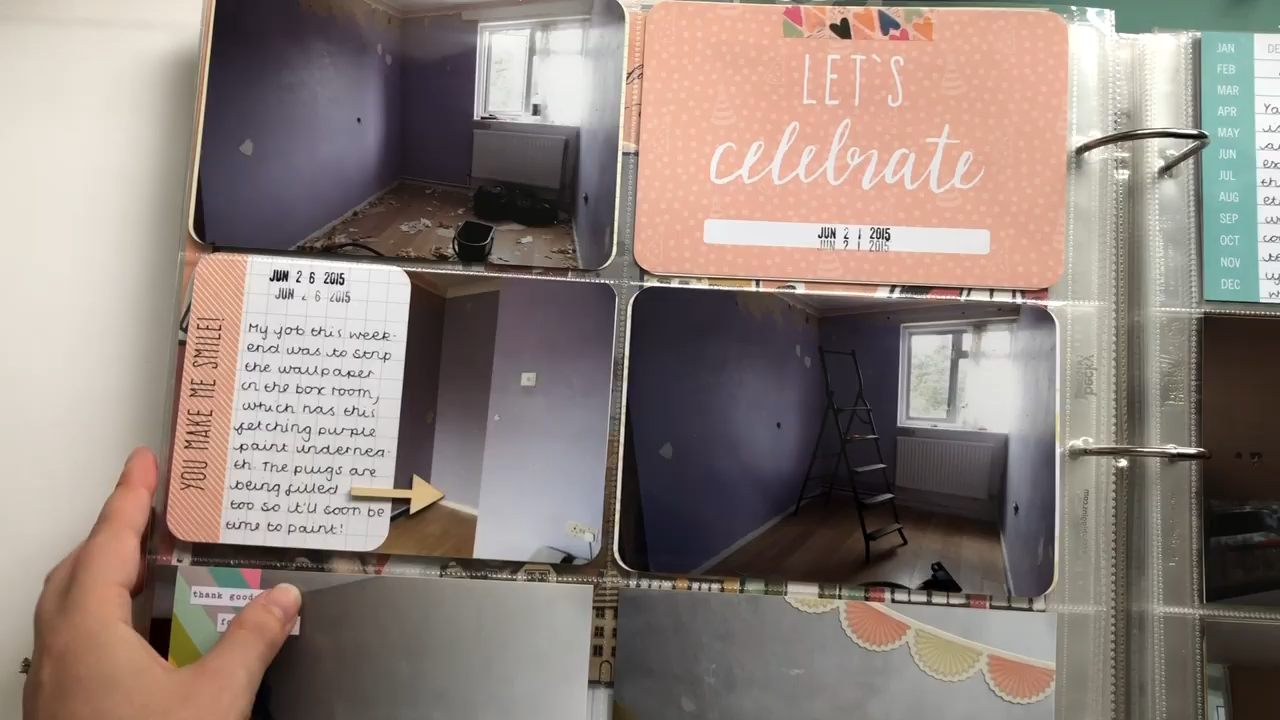 LET'S
celebrate
JUN 2 1 2015
JUN 2 1 2015
JUN 2 6 2015
JUN 2 6 2015
YOU MAKE ME SMILE!
My job this week-
end was to strip
the wallpaper
in the box room,
which has this
fetching purple
paint undernea-
th. The plugs are
being filled
too so it'll soon be
time to paint!
thank good
JAN
FEB
MAR
APR
MAY
JUN
JUL
AUG
SEP
OCT
NOV
DEC
DE